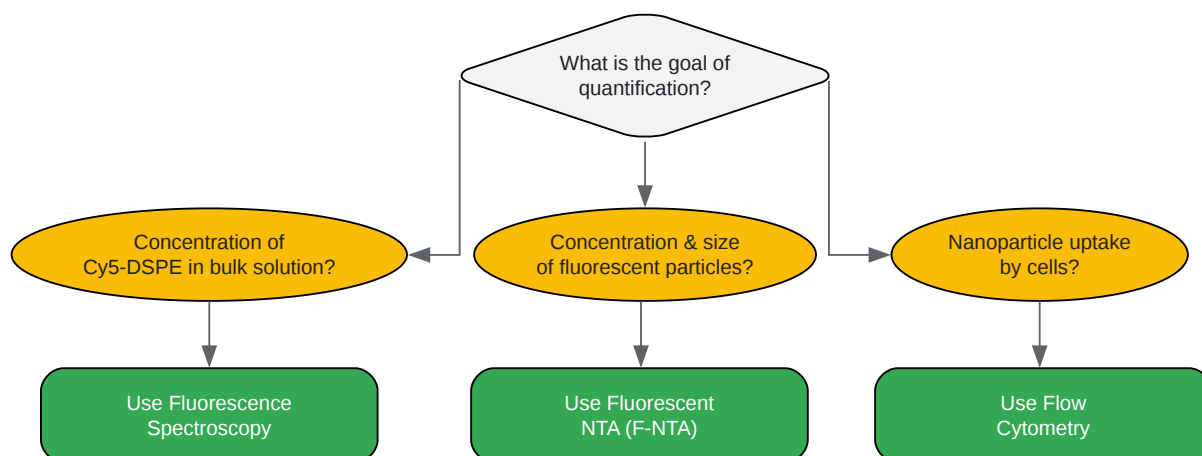 What is the goal of
quantification?
Concentration of
Cy5-DSPE in bulk solution?
Concentration & size
of fluorescent particles?
Nanoparticle uptake
by cells?
Use Fluorescence
Spectroscopy
Use Fluorescent
NTA (F-NTA)
Use Flow
Cytometry